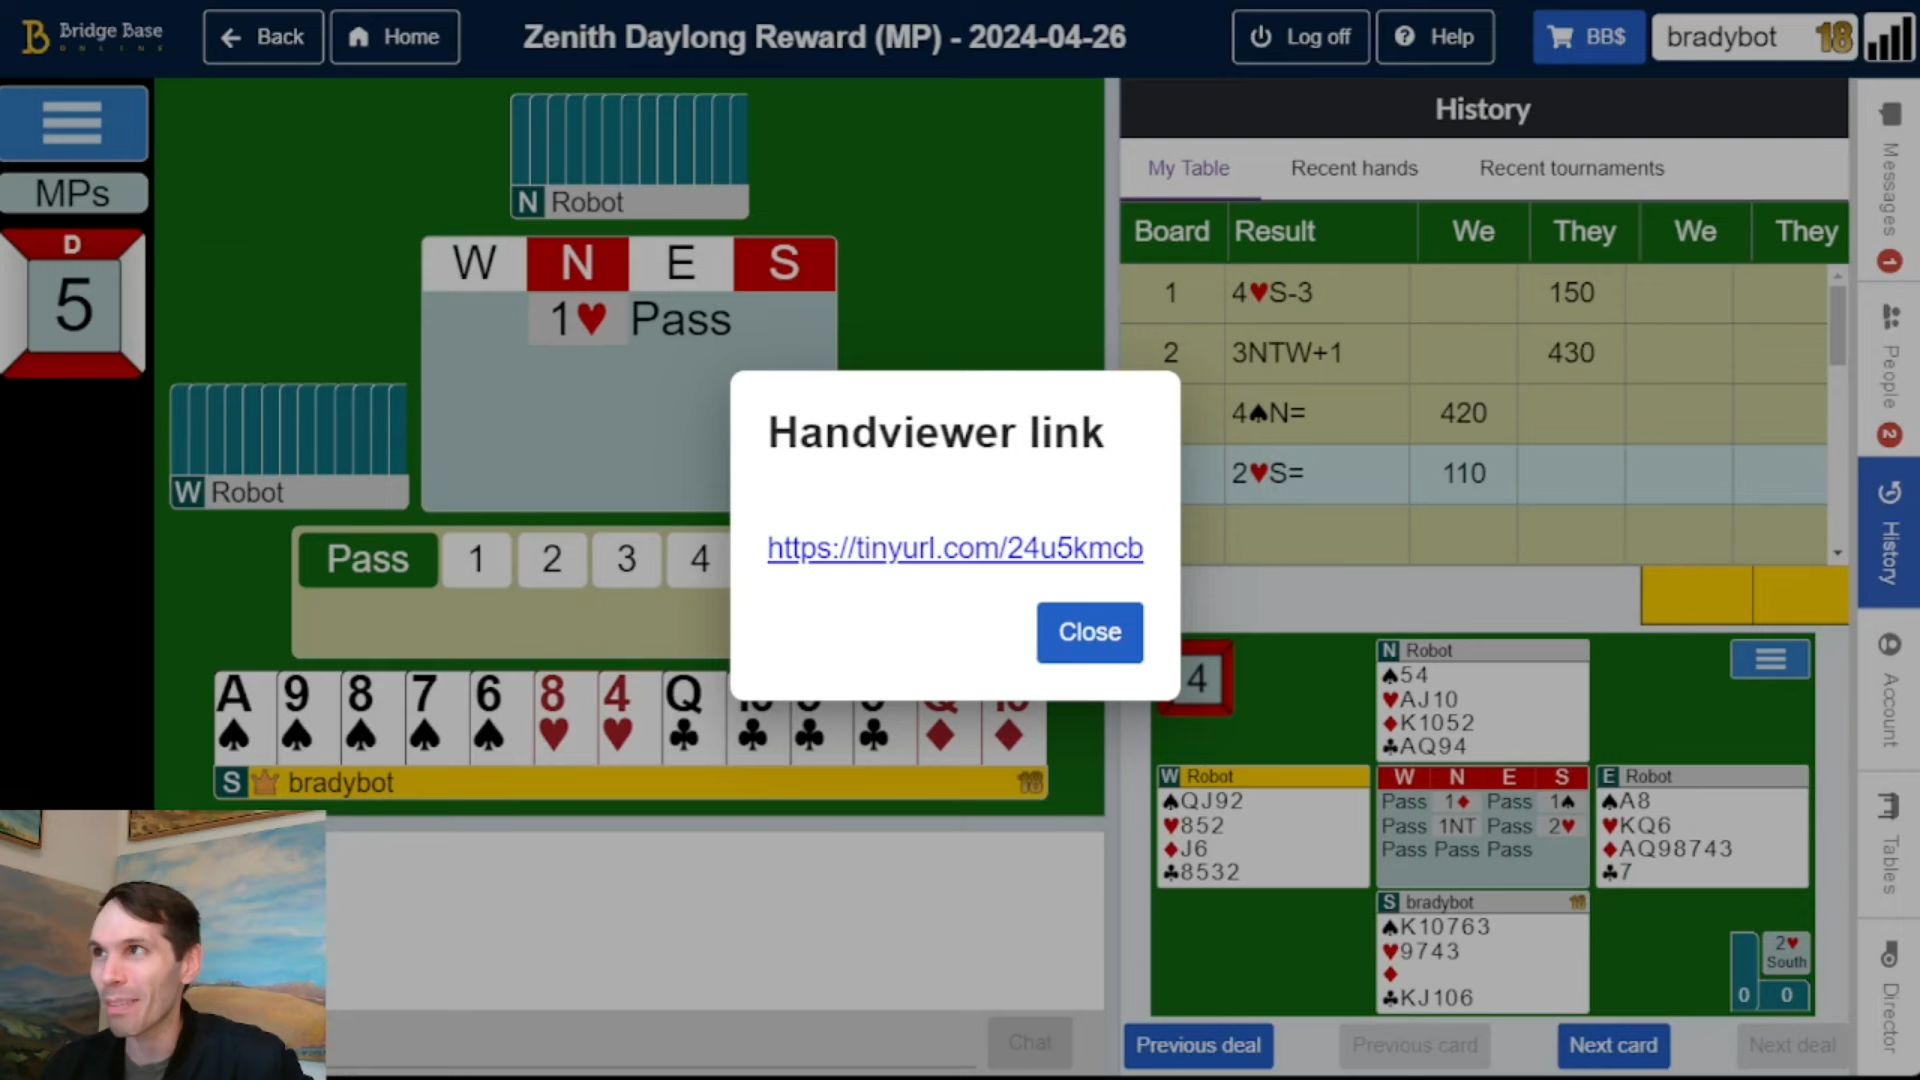 Bridge Base
ONLINE
Back
Home
Zenith Daylong Reward (MP) - 2024-04-26
Log off
Help
BB$
bradybot
18
MPs
D
5
N Robot
W N E S
1♥ Pass
W Robot
Pass 1 2 3 4
A 9 8 7 6 8 4 Q
♠ ♠ ♠ ♠ ♠ ♥ ♥ ♣ ♣ ♣ ♣ ♦ ♦
S bradybot 18
Chat
Handviewer link
https://tinyurl.com/24u5kmcb
Close
History
My Table Recent hands Recent tournaments
Board Result We They We They
1 4♥S-3 150
2 3NTW+1 430
4♠N= 420
2♥S= 110
4
N Robot
♠54
♥AJ10
♦K1052
♣AQ94
W Robot
♠QJ92
♥852
♦J6
♣8532
W N E S
Pass 1♦ Pass 1♠
Pass 1NT Pass 2♥
Pass Pass Pass
E Robot
♠A8
♥KQ6
♦AQ98743
♣7
S bradybot 18
♠K10763
♥9743
♦
♣KJ106
2♥
South
0 0
Previous deal Previous card Next card Next deal
Messages
1
People
2
History
Account
Tables
Director